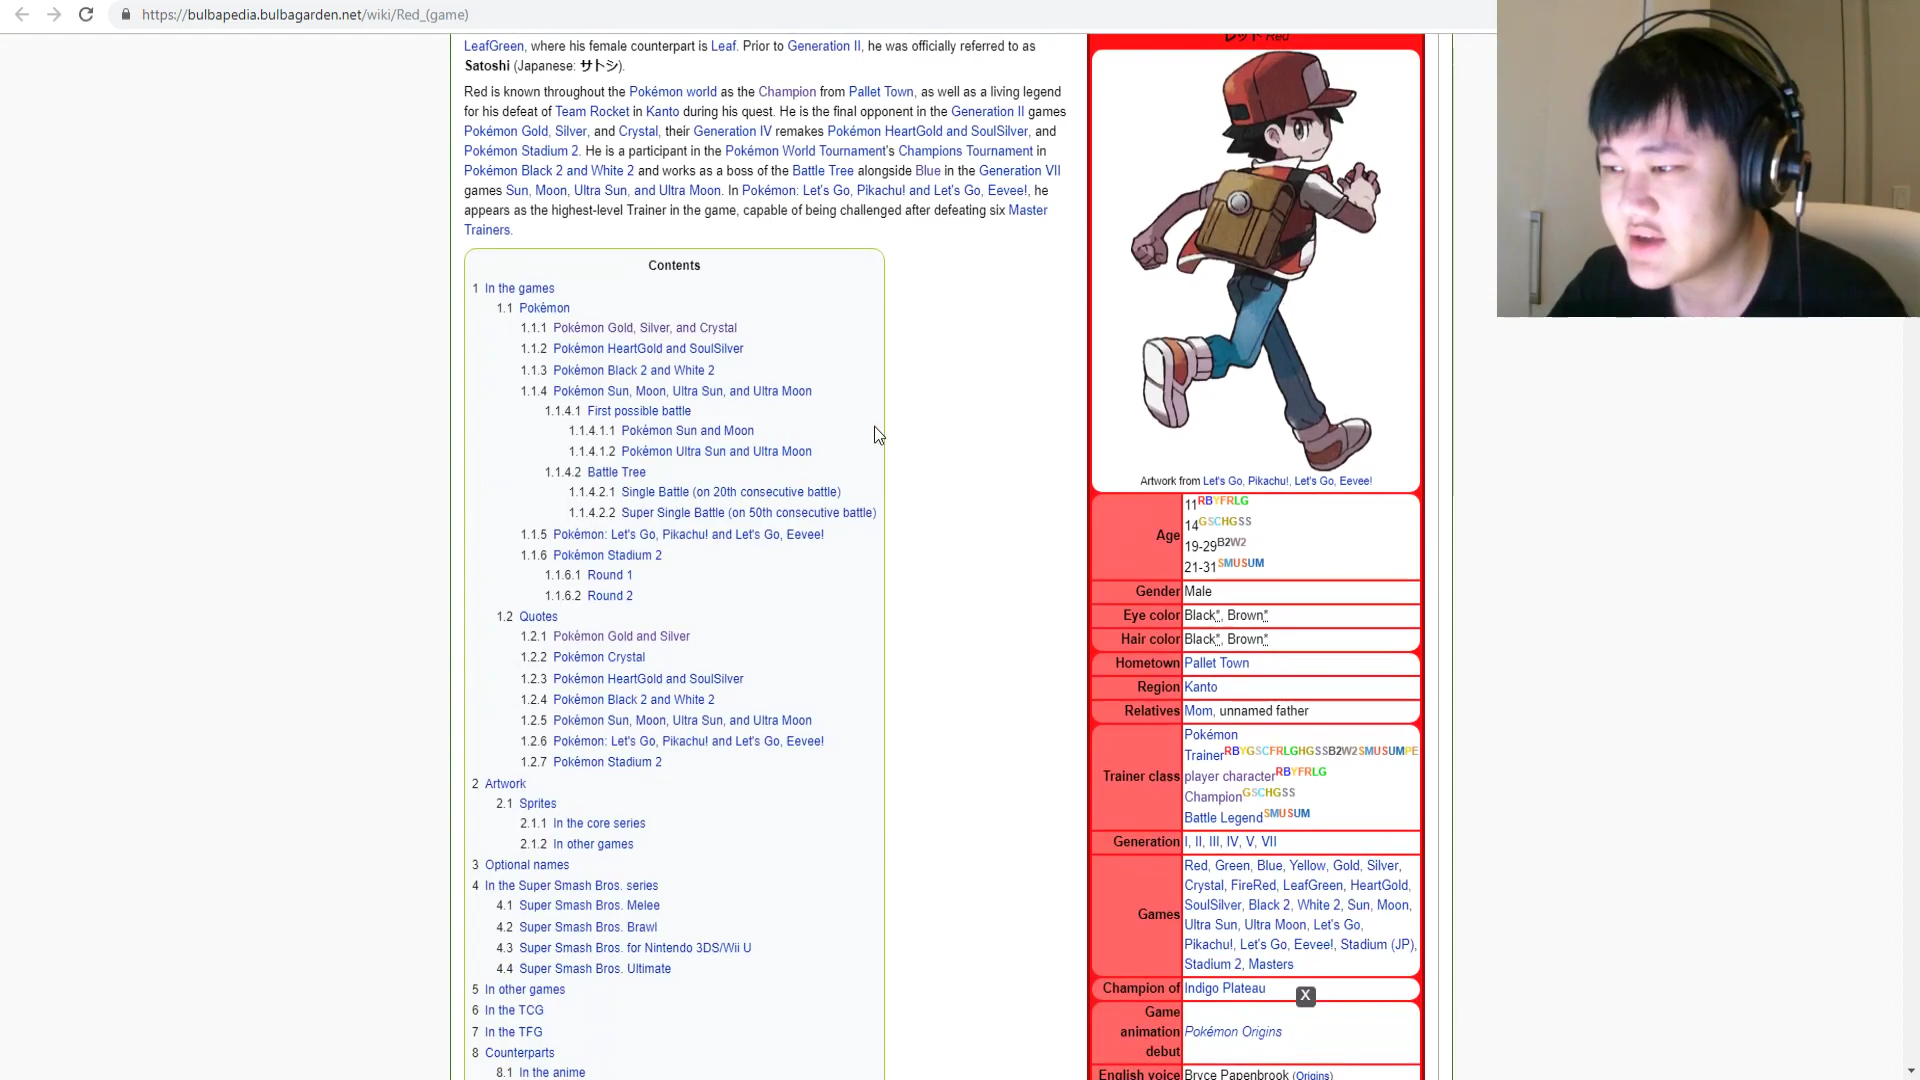 https://bulbapedia.bulbagarden.net/wiki/Red_(game)
LeafGreen, where his female counterpart is Leaf. Prior to Generation II, he was officially referred to as
Satoshi (Japanese: サトシ).
Red is known throughout the Pokémon world as the Champion from Pallet Town, as well as a living legend
for his defeat of Team Rocket in Kanto during his quest. He is the final opponent in the Generation II games
Pokémon Gold, Silver, and Crystal, their Generation IV remakes Pokémon HeartGold and SoulSilver, and
Pokémon Stadium 2. He is a participant in the Pokémon World Tournament's Champions Tournament in
Pokémon Black 2 and White 2 and works as a boss of the Battle Tree alongside Blue in the Generation VII
games Sun, Moon, Ultra Sun, and Ultra Moon. In Pokémon: Let's Go, Pikachu! and Let's Go, Eevee!, he
appears as the highest-level Trainer in the game, capable of being challenged after defeating six Master
Trainers.
Contents
1 In the games
1.1 Pokémon
1.1.1 Pokémon Gold, Silver, and Crystal
1.1.2 Pokémon HeartGold and SoulSilver
1.1.3 Pokémon Black 2 and White 2
1.1.4 Pokémon Sun, Moon, Ultra Sun, and Ultra Moon
1.1.4.1 First possible battle
1.1.4.1.1 Pokémon Sun and Moon
1.1.4.1.2 Pokémon Ultra Sun and Ultra Moon
1.1.4.2 Battle Tree
1.1.4.2.1 Single Battle (on 20th consecutive battle)
1.1.4.2.2 Super Single Battle (on 50th consecutive battle)
1.1.5 Pokémon: Let's Go, Pikachu! and Let's Go, Eevee!
1.1.6 Pokémon Stadium 2
1.1.6.1 Round 1
1.1.6.2 Round 2
1.2 Quotes
1.2.1 Pokémon Gold and Silver
1.2.2 Pokémon Crystal
1.2.3 Pokémon HeartGold and SoulSilver
1.2.4 Pokémon Black 2 and White 2
1.2.5 Pokémon Sun, Moon, Ultra Sun, and Ultra Moon
1.2.6 Pokémon: Let's Go, Pikachu! and Let's Go, Eevee!
1.2.7 Pokémon Stadium 2
2 Artwork
2.1 Sprites
2.1.1 In the core series
2.1.2 In other games
3 Optional names
4 In the Super Smash Bros. series
4.1 Super Smash Bros. Melee
4.2 Super Smash Bros. Brawl
4.3 Super Smash Bros. for Nintendo 3DS/Wii U
4.4 Super Smash Bros. Ultimate
5 In other games
6 In the TCG
7 In the TFG
8 Counterparts
8.1 In the anime
レッド Red
Artwork from Let's Go, Pikachu!, Let's Go, Eevee!
Age
11RBYFRLG
14GSCHGSS
19-29B2W2
21-31SMUSUM
Gender Male
Eye color Black*, Brown*
Hair color Black*, Brown*
Hometown Pallet Town
Region Kanto
Relatives Mom, unnamed father
Trainer class
Pokémon
TrainerRBYGSCFRLGHGSSB2W2SMUSUMPE
player characterRBYFRLG
ChampionGSCHGSS
Battle LegendSMUSUM
Generation I, II, III, IV, V, VII
Games
Red, Green, Blue, Yellow, Gold, Silver,
Crystal, FireRed, LeafGreen, HeartGold,
SoulSilver, Black 2, White 2, Sun, Moon,
Ultra Sun, Ultra Moon, Let's Go,
Pikachu!, Let's Go, Eevee!, Stadium (JP),
Stadium 2, Masters
Champion of Indigo Plateau
X
Game
animation
debut
Pokémon Origins
English voice Bryce Papenbrook (Origins)